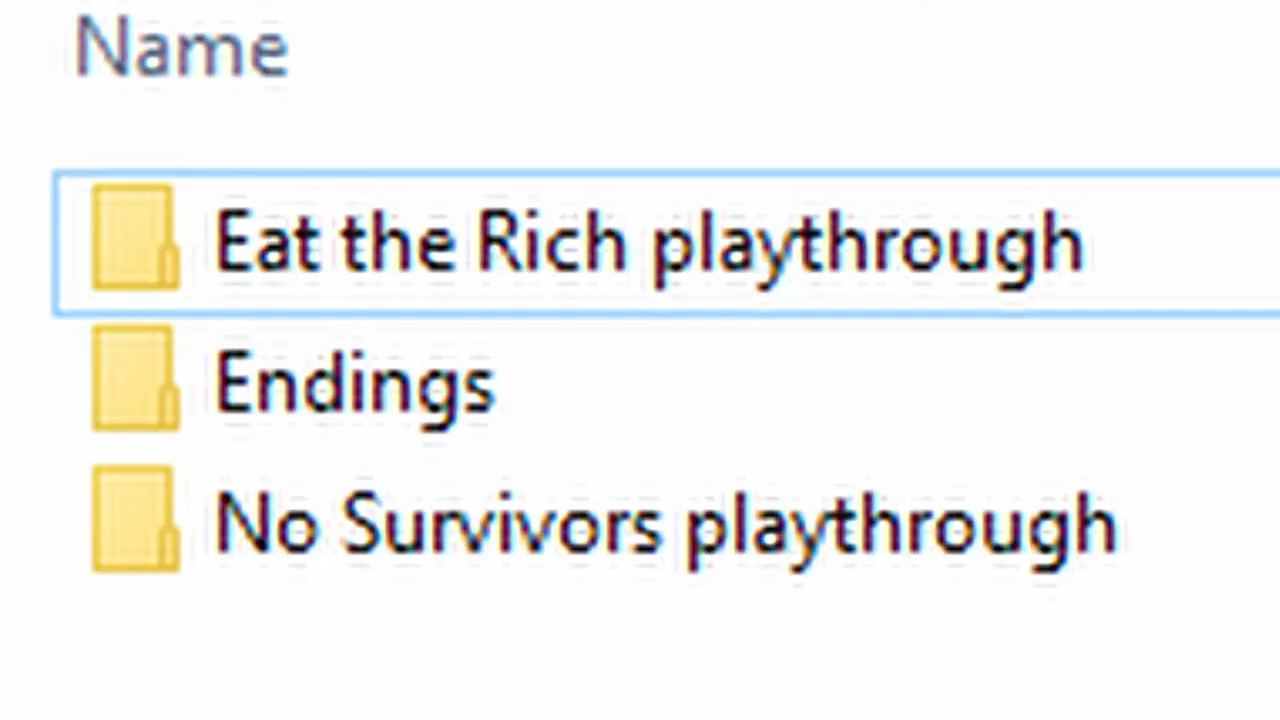 Name
Eat the Rich playthrough
Endings
No Survivors playthrough